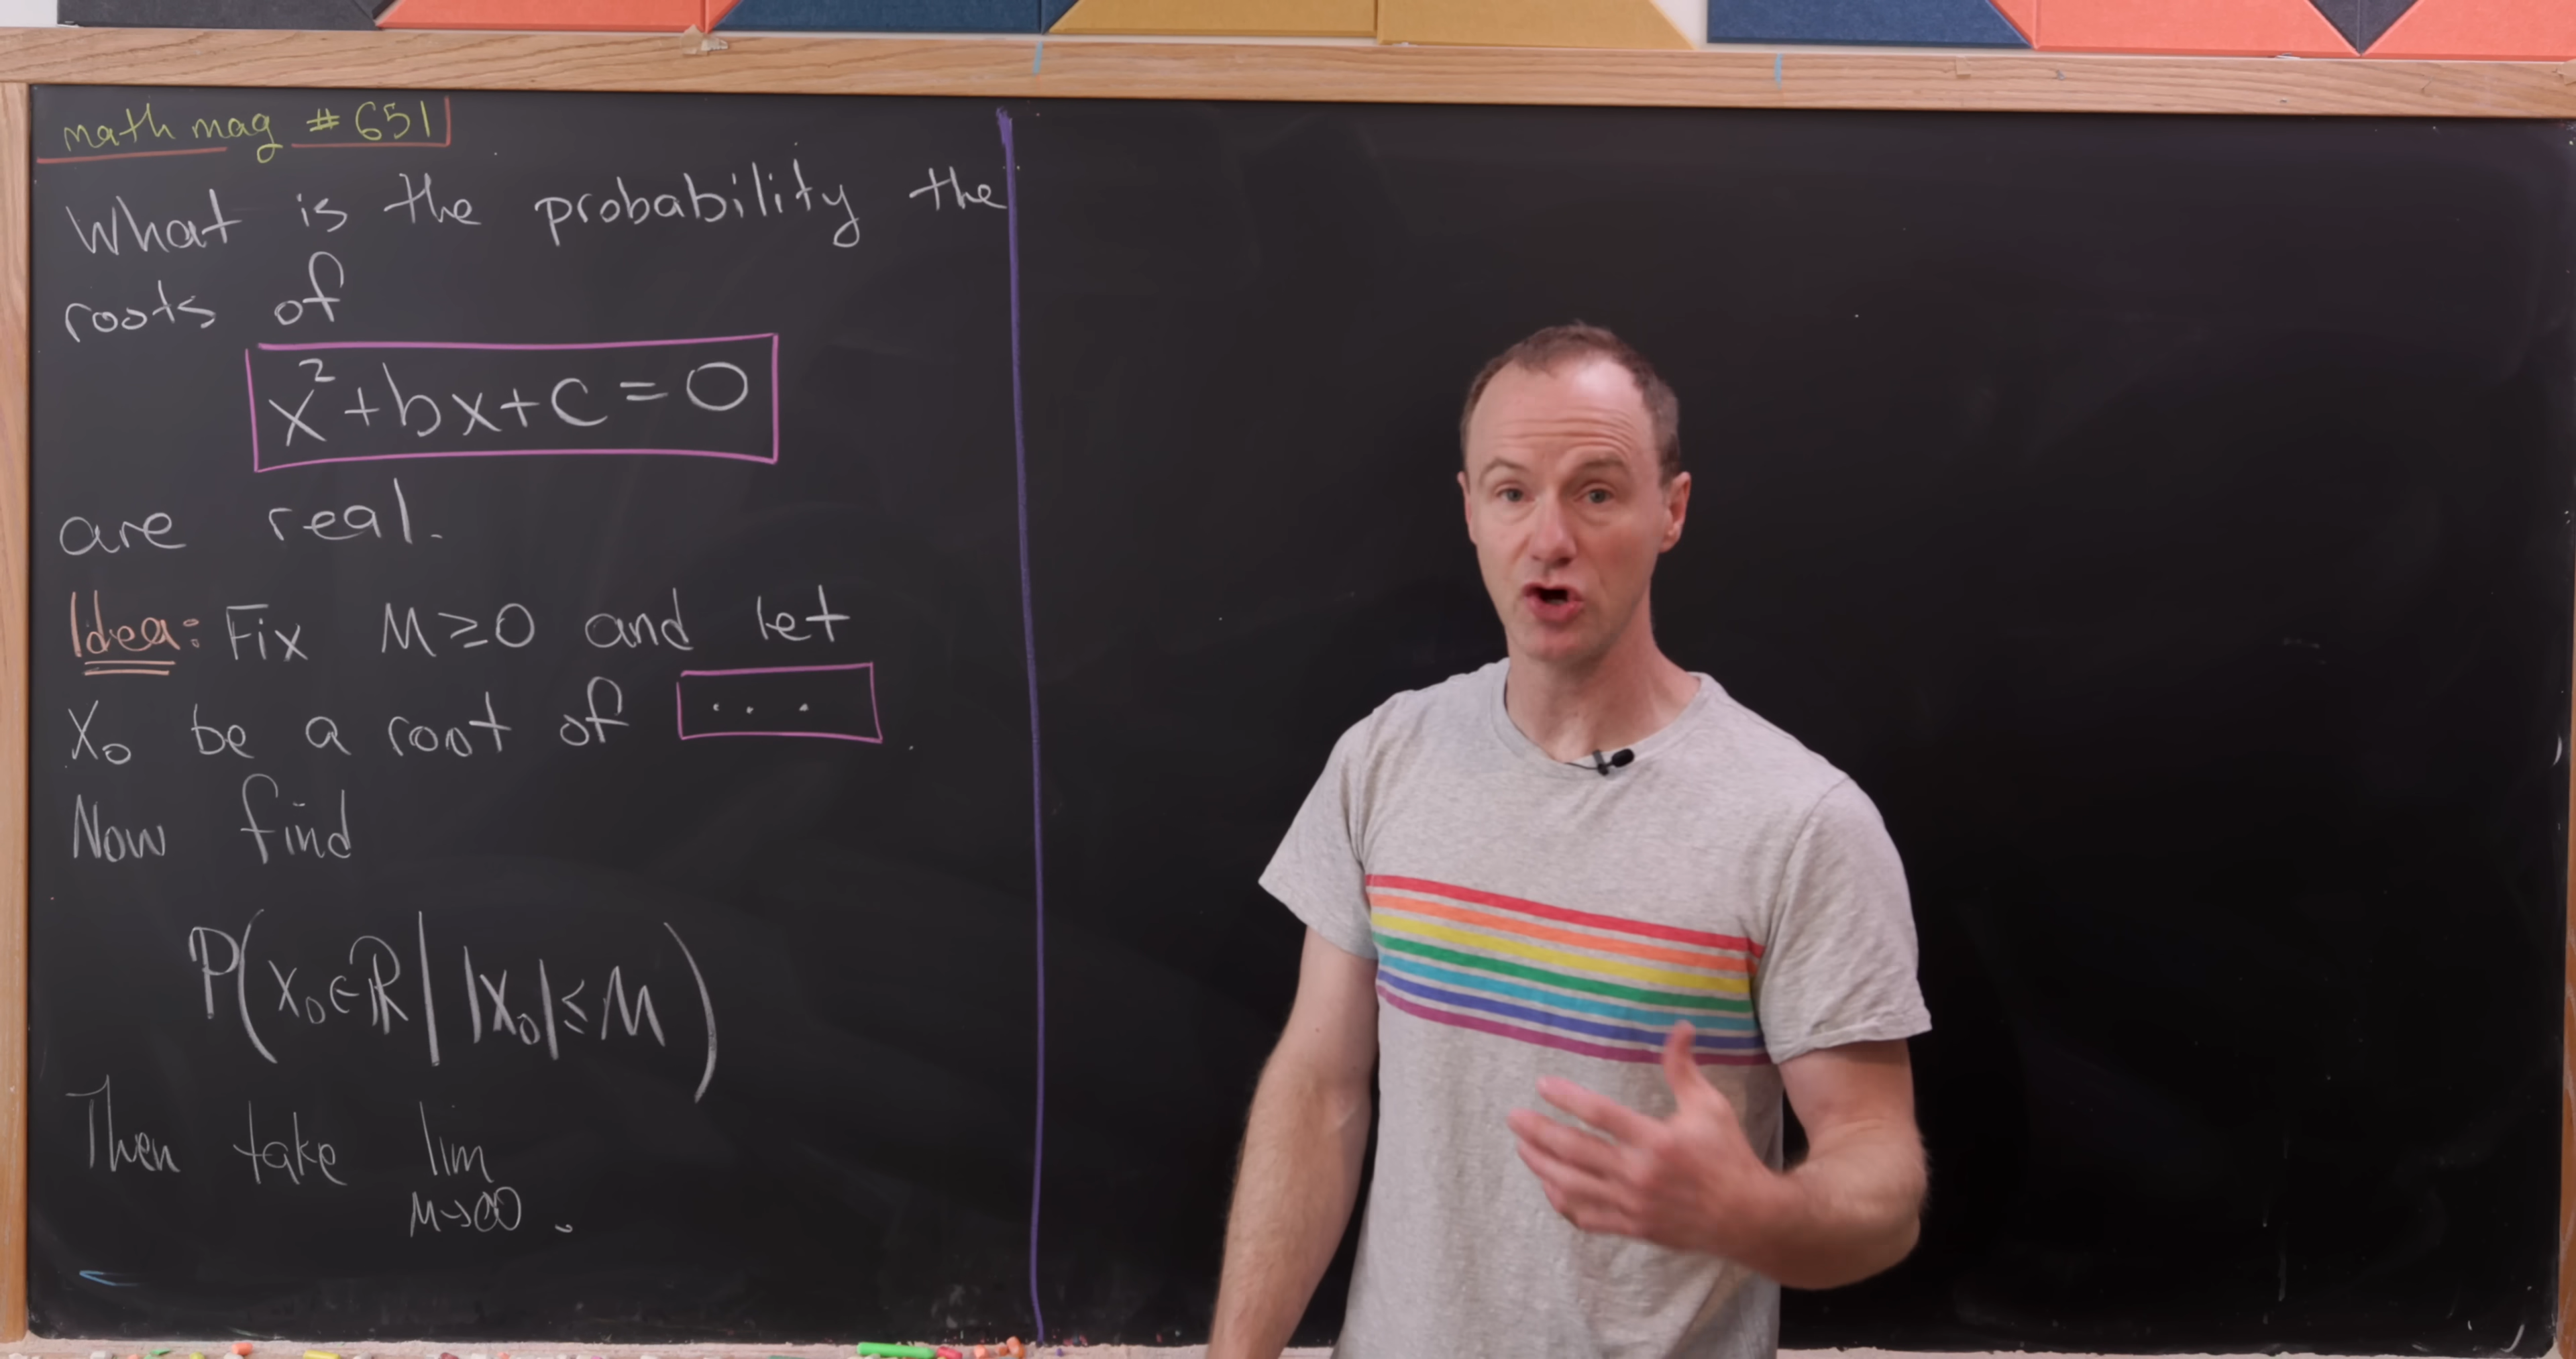 math mag #651
What is the probability the
roots of
x²+bx+c=0
are real.
Idea: Fix M≥0 and let
X₀ be a root of [...].
Now find
P(x₀∈ℝ | |x₀|≤M)
Then take lim
M→∞.